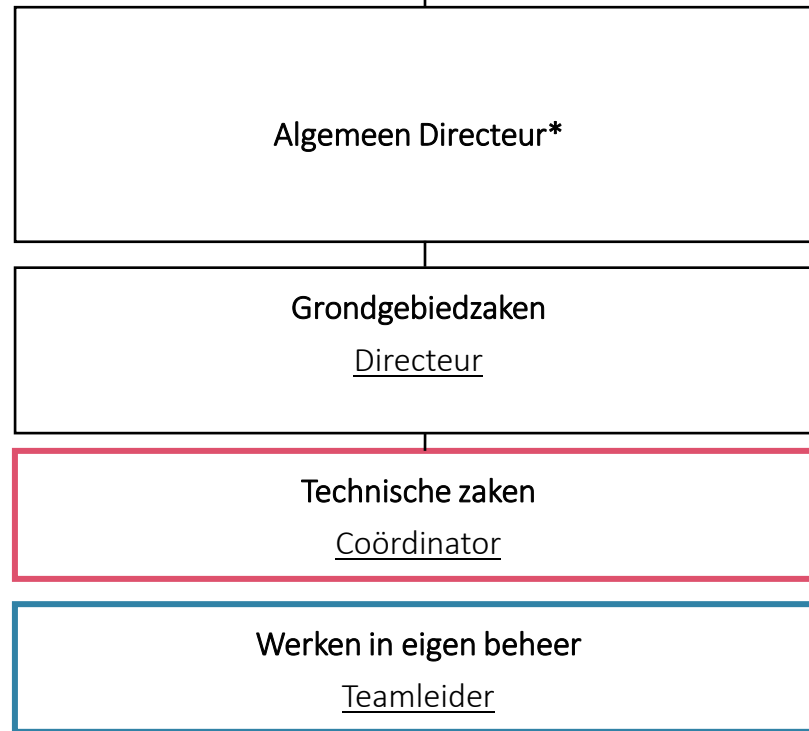 Algemeen Directeur*
Grondgebiedzaken
Directeur
Technische zaken
Coördinator
Werken in eigen beheer
Teamleider